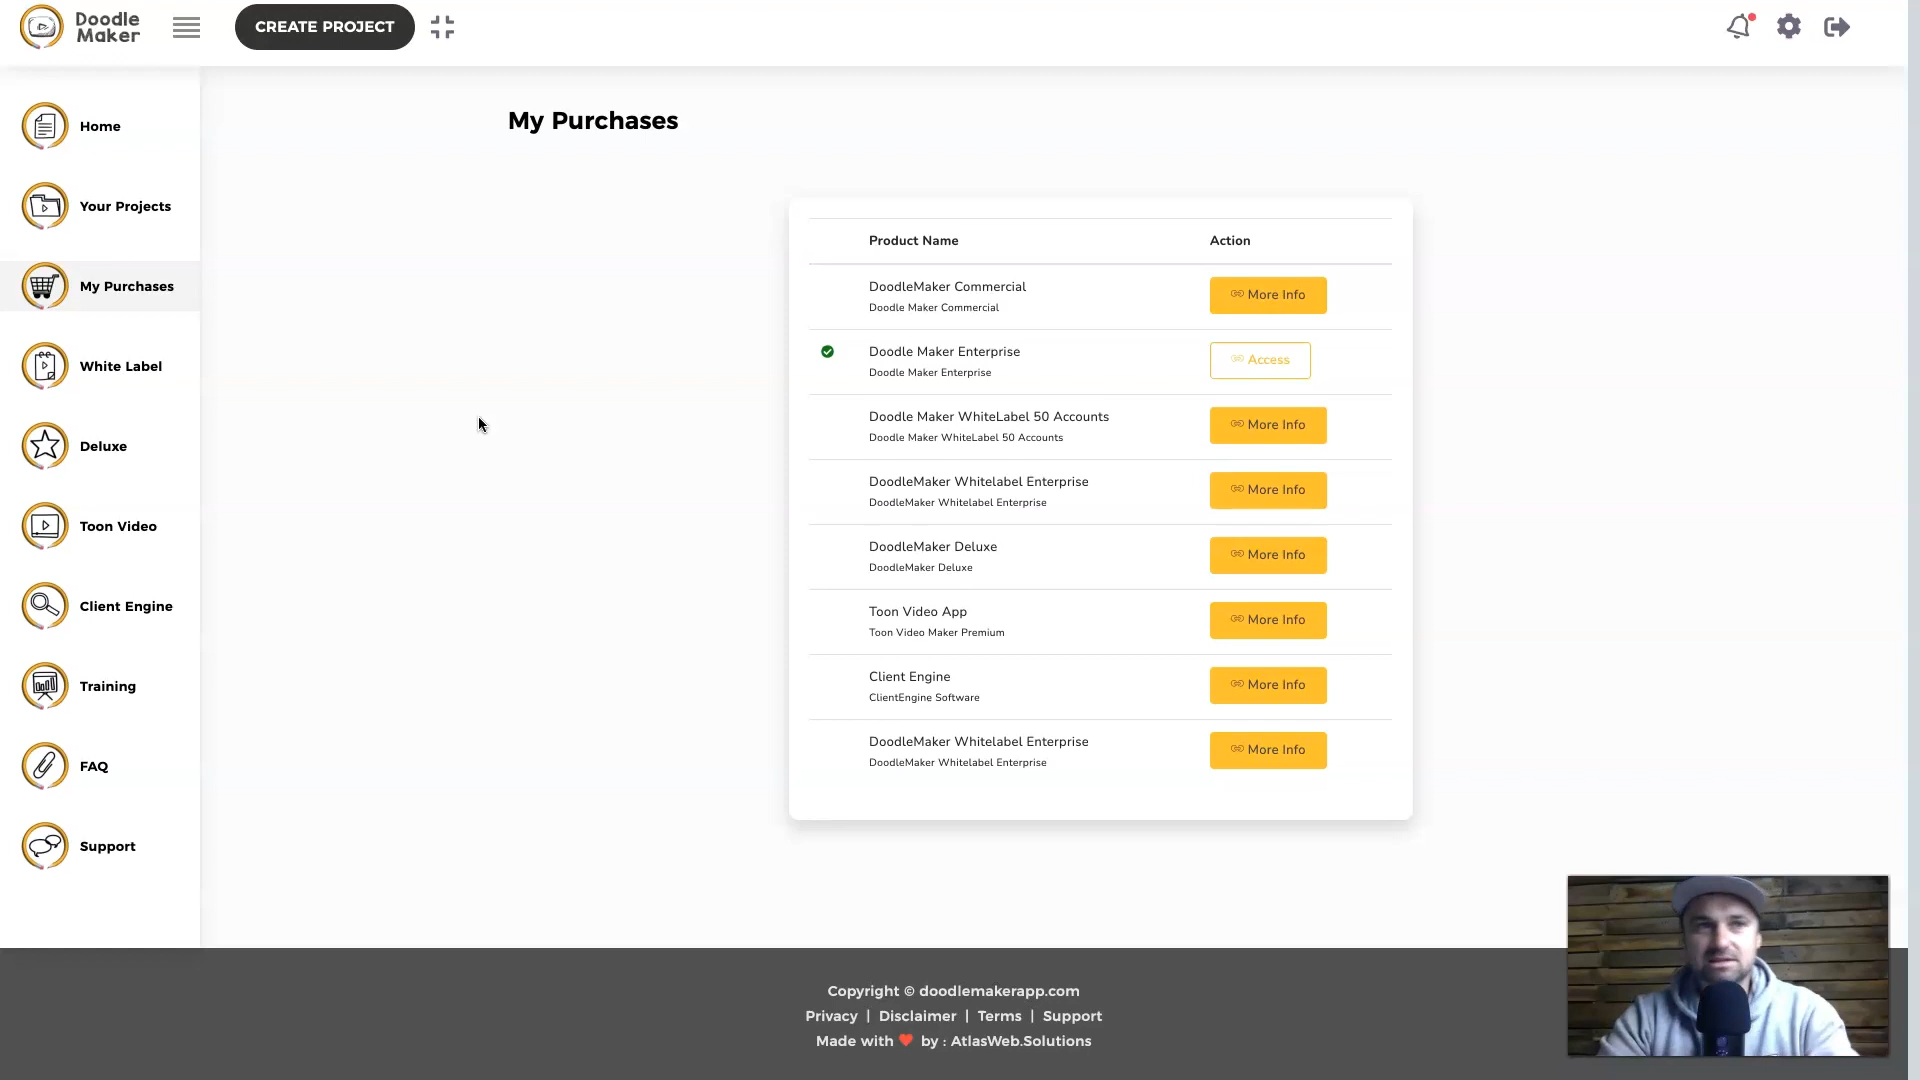 Doodle
Maker
CREATE PROJECT
Home
Your Projects
My Purchases
White Label
Deluxe
Toon Video
Client Engine
Training
FAQ
Support
My Purchases
Product Name Action
DoodleMaker Commercial
Doodle Maker Commercial
More Info
Doodle Maker Enterprise
Doodle Maker Enterprise
Access
Doodle Maker WhiteLabel 50 Accounts
Doodle Maker WhiteLabel 50 Accounts
More Info
DoodleMaker Whitelabel Enterprise
DoodleMaker Whitelabel Enterprise
More Info
DoodleMaker Deluxe
DoodleMaker Deluxe
More Info
Toon Video App
Toon Video Maker Premium
More Info
Client Engine
ClientEngine Software
More Info
DoodleMaker Whitelabel Enterprise
DoodleMaker Whitelabel Enterprise
More Info
Copyright © doodlemakerapp.com
Privacy | Disclaimer | Terms | Support
Made with ❤ by : AtlasWeb.Solutions